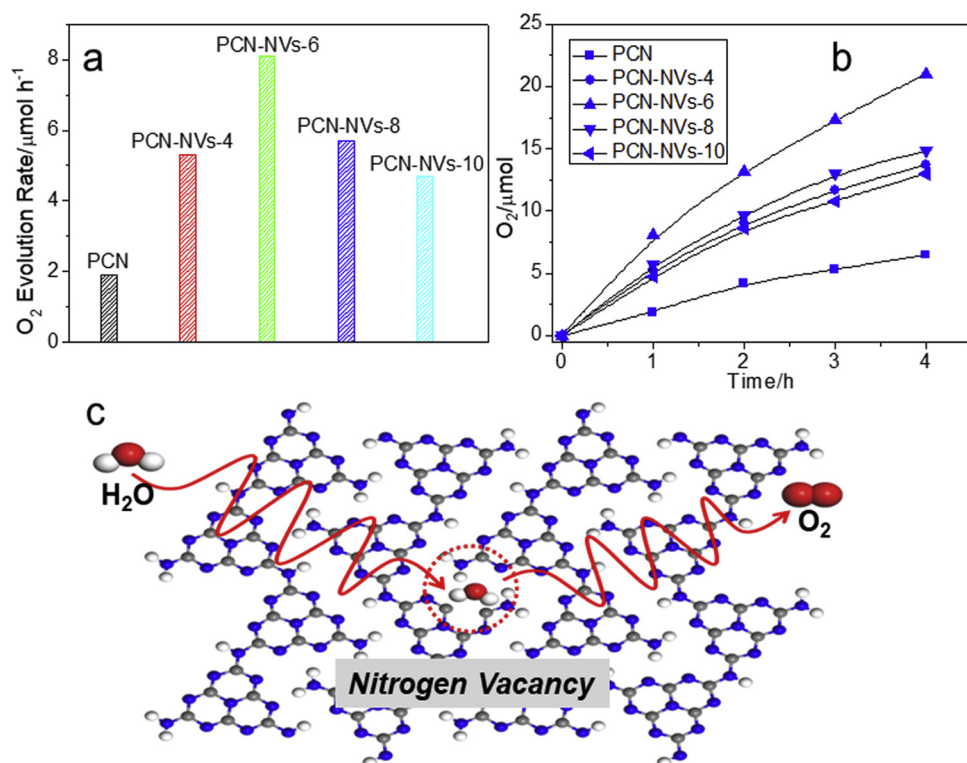 a
O₂ Evolution Rate/μmol h⁻¹
8
6
4
2
0
PCN
PCN-NVs-4
PCN-NVs-6
PCN-NVs-8
PCN-NVs-10
b
PCN
PCN-NVs-4
PCN-NVs-6
PCN-NVs-8
PCN-NVs-10
O₂/μmol
25
20
15
10
5
0
0 1 2 3 4
Time/h
c
H₂O
O₂
Nitrogen Vacancy